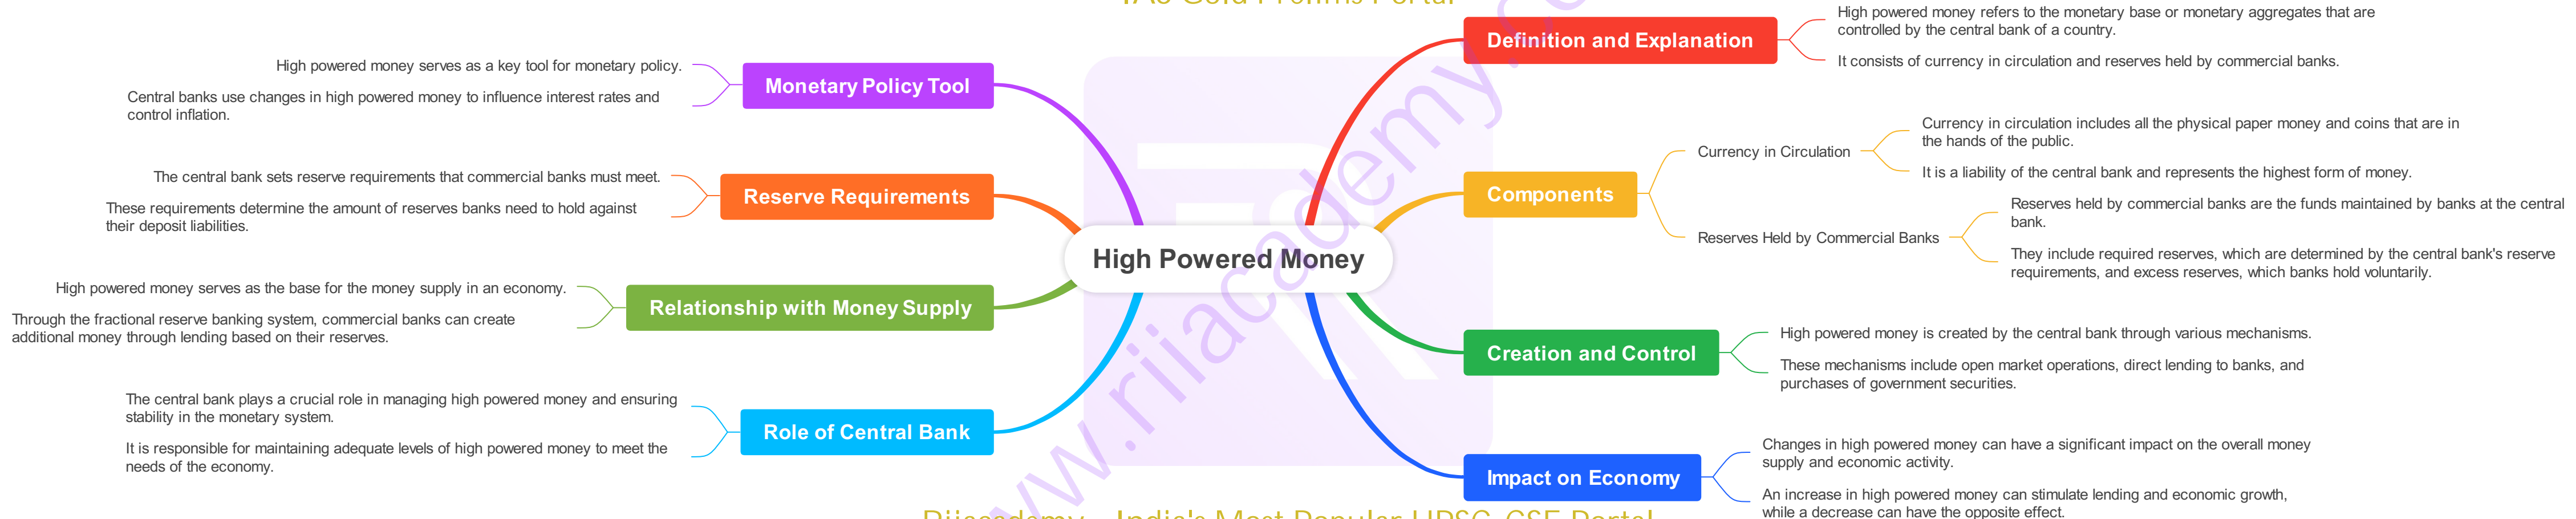 IAS Gold Prelims Portal
High Powered Money
Definition and Explanation
High powered money refers to the monetary base or monetary aggregates that are
controlled by the central bank of a country.
It consists of currency in circulation and reserves held by commercial banks.
Components
Currency in Circulation
Currency in circulation includes all the physical paper money and coins that are in
the hands of the public.
It is a liability of the central bank and represents the highest form of money.
Reserves Held by Commercial Banks
Reserves held by commercial banks are the funds maintained by banks at the central
bank.
They include required reserves, which are determined by the central bank's reserve
requirements, and excess reserves, which banks hold voluntarily.
Creation and Control
High powered money is created by the central bank through various mechanisms.
These mechanisms include open market operations, direct lending to banks, and
purchases of government securities.
Impact on Economy
Changes in high powered money can have a significant impact on the overall money
supply and economic activity.
An increase in high powered money can stimulate lending and economic growth,
while a decrease can have the opposite effect.
Monetary Policy Tool
High powered money serves as a key tool for monetary policy.
Central banks use changes in high powered money to influence interest rates and
control inflation.
Reserve Requirements
The central bank sets reserve requirements that commercial banks must meet.
These requirements determine the amount of reserves banks need to hold against
their deposit liabilities.
Relationship with Money Supply
High powered money serves as the base for the money supply in an economy.
Through the fractional reserve banking system, commercial banks can create
additional money through lending based on their reserves.
Role of Central Bank
The central bank plays a crucial role in managing high powered money and ensuring
stability in the monetary system.
It is responsible for maintaining adequate levels of high powered money to meet the
needs of the economy.
www.riiacademy.co
India's Most Popular UPSC CSE Portal